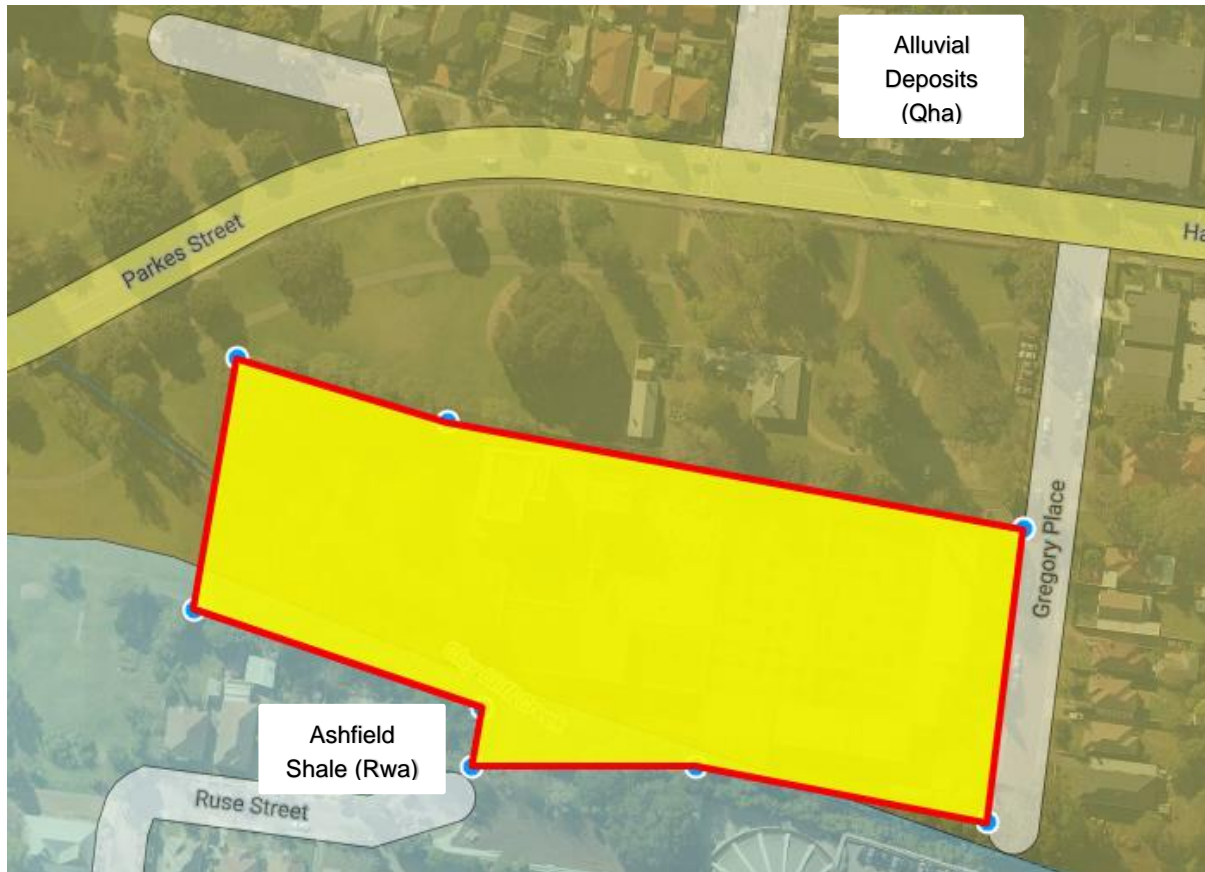 Alluvial
Deposits
(Qha)
Parkes Street
Ha
Gregory Place
Ashfield
Shale (Rwa)
Ruse Street